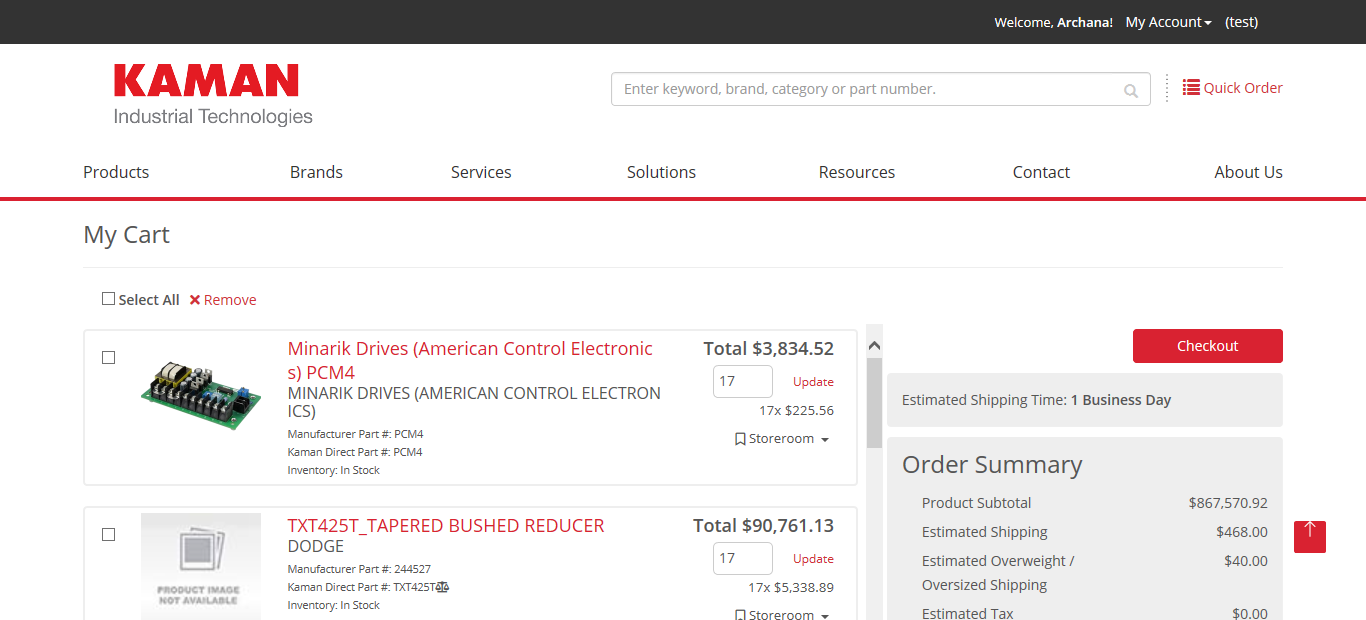 Welcome, Archana! My Account (test)
KAMAN
Industrial Technologies
Enter keyword, brand, category or part number.
Quick Order
Products Brands Services Solutions Resources Contact About Us
My Cart
Select All Remove
Minarik Drives (American Control Electronic
s) PCM4
MINARIK DRIVES (AMERICAN CONTROL ELECTRON
ICS)
Manufacturer Part #: PCM4
Kaman Direct Part #: PCM4
Inventory: In Stock
Total $3,834.52
17 Update
17x $225.56
Storeroom
PRODUCT IMAGE
NOT AVAILABLE
TXT425T_TAPERED BUSHED REDUCER
DODGE
Manufacturer Part #: 244527
Kaman Direct Part #: TXT425T
Inventory: In Stock
Total $90,761.13
17 Update
17x $5,338.89
Storeroom
Checkout
Estimated Shipping Time: 1 Business Day
Order Summary
Product Subtotal $867,570.92
Estimated Shipping $468.00
Estimated Overweight / $40.00
Oversized Shipping
Estimated Tax $0.00